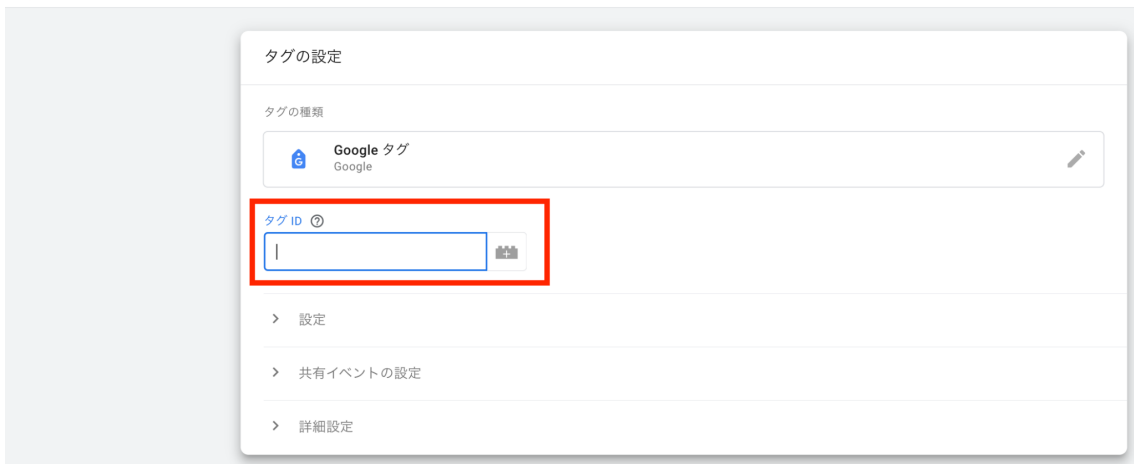 タグの設定
タグの種類
Google タグ
Google
タグ ID
設定
共有イベントの設定
詳細設定